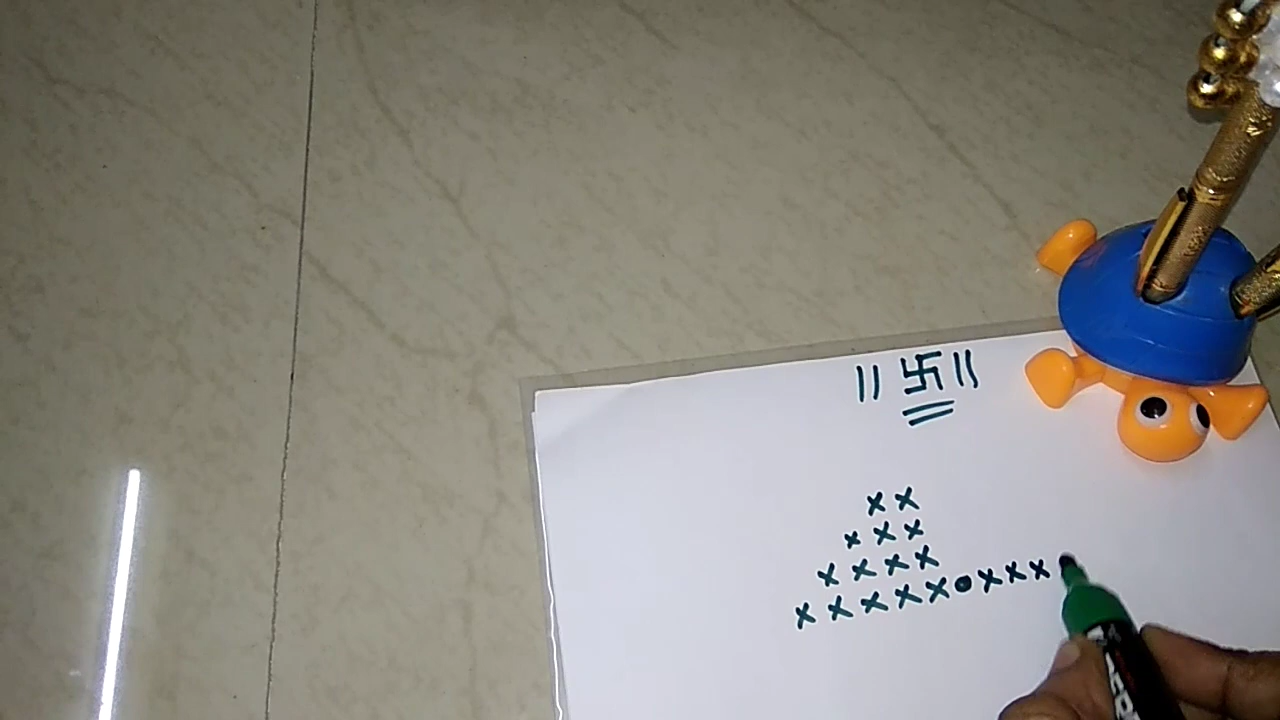 || 卐 ||
x x
x x x
x x x x
x x x x x • x x x